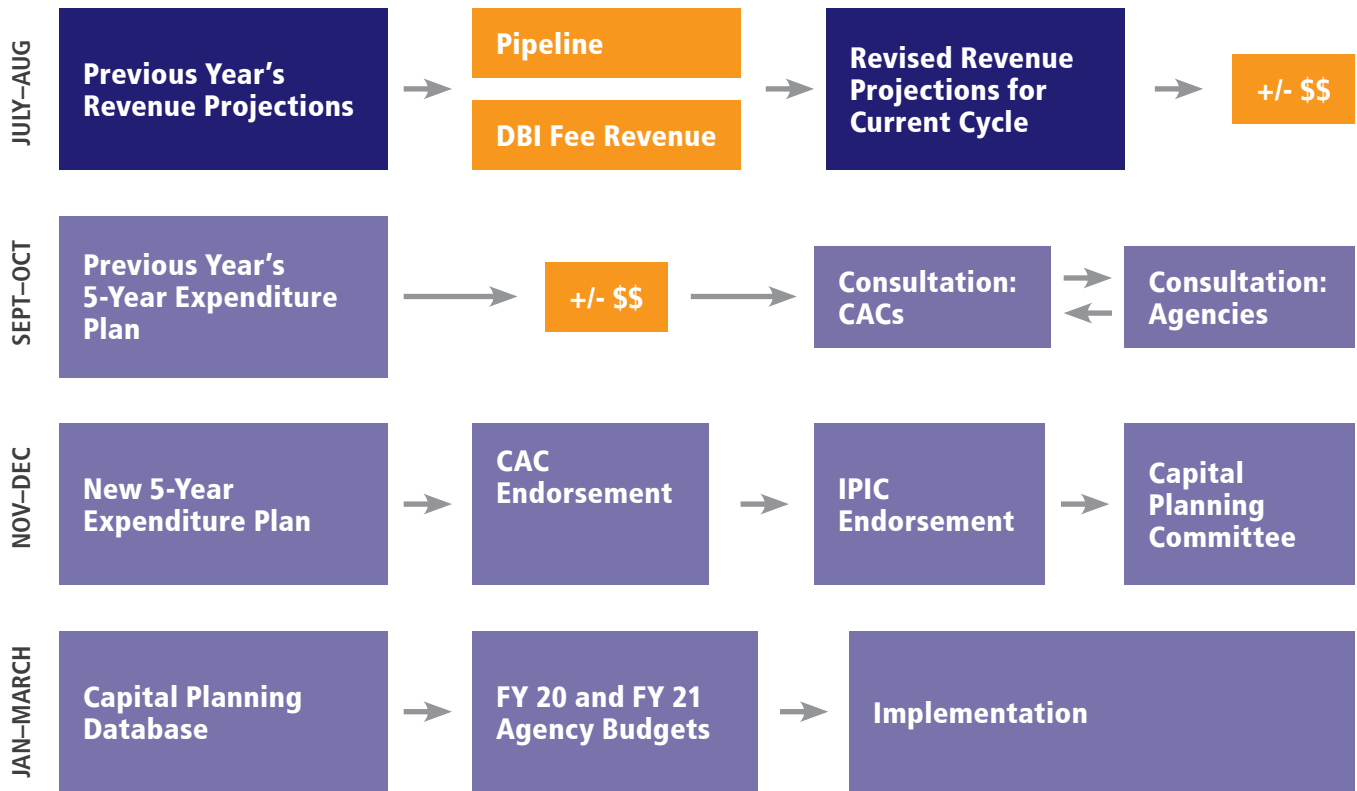 JULY–AUG
Previous Year’s
Revenue Projections
Pipeline
DBI Fee Revenue
Revised Revenue
Projections for
Current Cycle
+/- $$
SEPT–OCT
Previous Year’s
5-Year Expenditure
Plan
+/- $$
Consultation:
CACs
Consultation:
Agencies
NOV–DEC
New 5-Year
Expenditure Plan
CAC
Endorsement
IPIC
Endorsement
Capital
Planning
Committee
JAN–MARCH
Capital Planning
Database
FY 20 and FY 21
Agency Budgets
Implementation